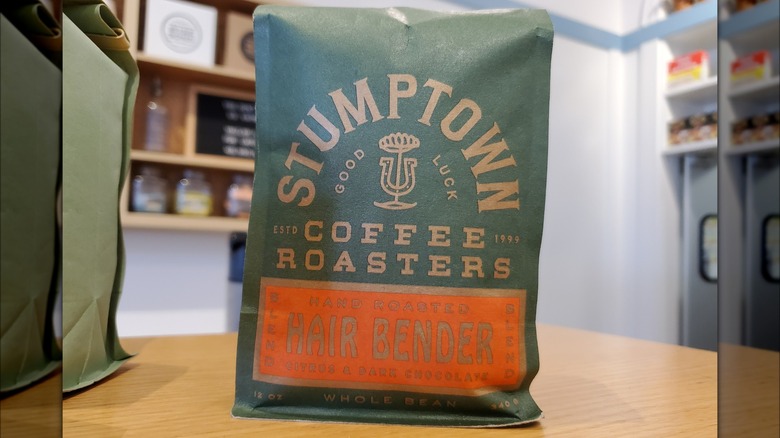 STUMPTOWN
GOOD LUCK
ESTD COFFEE 1999
ROASTERS
HAND ROASTED
BLEND HAIR BENDER BLEND
CITRUS & DARK CHOCOLATE
12 OZ WHOLE BEAN 340 G